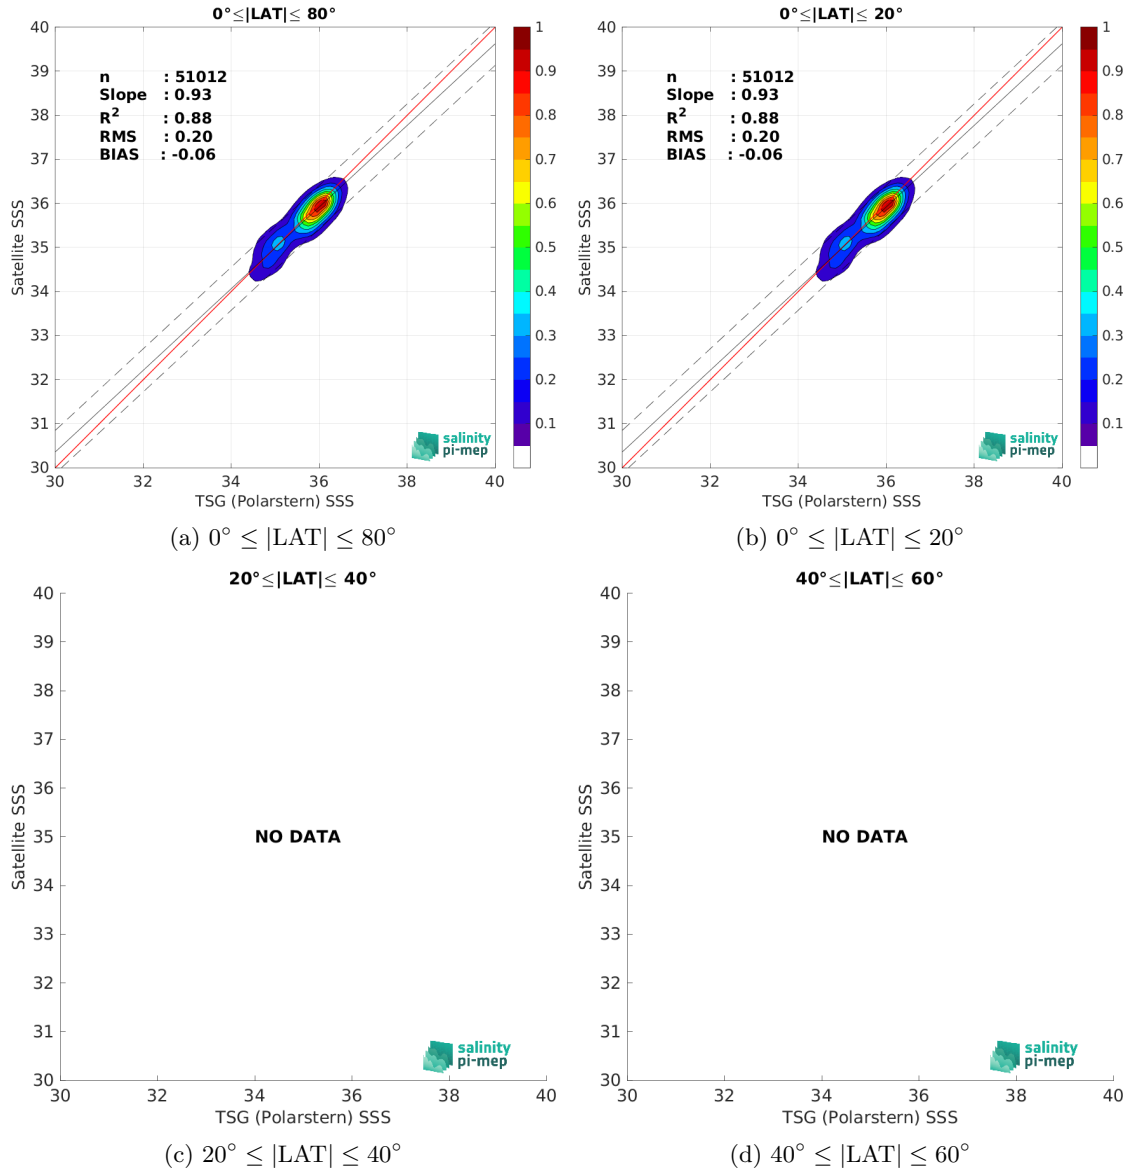 0°≤|LAT|≤ 80°
40
39
38
37
36
35
34
33
32
31
30
Satellite SSS
n : 51012
Slope : 0.93
R² : 0.88
RMS : 0.20
BIAS : -0.06
salinity
pi-mep
30 32 34 36 38 40
TSG (Polarstern) SSS
1
0.9
0.8
0.7
0.6
0.5
0.4
0.3
0.2
0.1
(a) 0° ≤ |LAT| ≤ 80°
0°≤|LAT|≤ 20°
40
39
38
37
36
35
34
33
32
31
30
Satellite SSS
n : 51012
Slope : 0.93
R² : 0.88
RMS : 0.20
BIAS : -0.06
salinity
pi-mep
30 32 34 36 38 40
TSG (Polarstern) SSS
1
0.9
0.8
0.7
0.6
0.5
0.4
0.3
0.2
0.1
(b) 0° ≤ |LAT| ≤ 20°
20°≤|LAT|≤ 40°
40
39
38
37
36
35
34
33
32
31
30
Satellite SSS
NO DATA
salinity
pi-mep
30 32 34 36 38 40
TSG (Polarstern) SSS
(c) 20° ≤ |LAT| ≤ 40°
40°≤|LAT|≤ 60°
40
39
38
37
36
35
34
33
32
31
30
Satellite SSS
NO DATA
salinity
pi-mep
30 32 34 36 38 40
TSG (Polarstern) SSS
(d) 40° ≤ |LAT| ≤ 60°